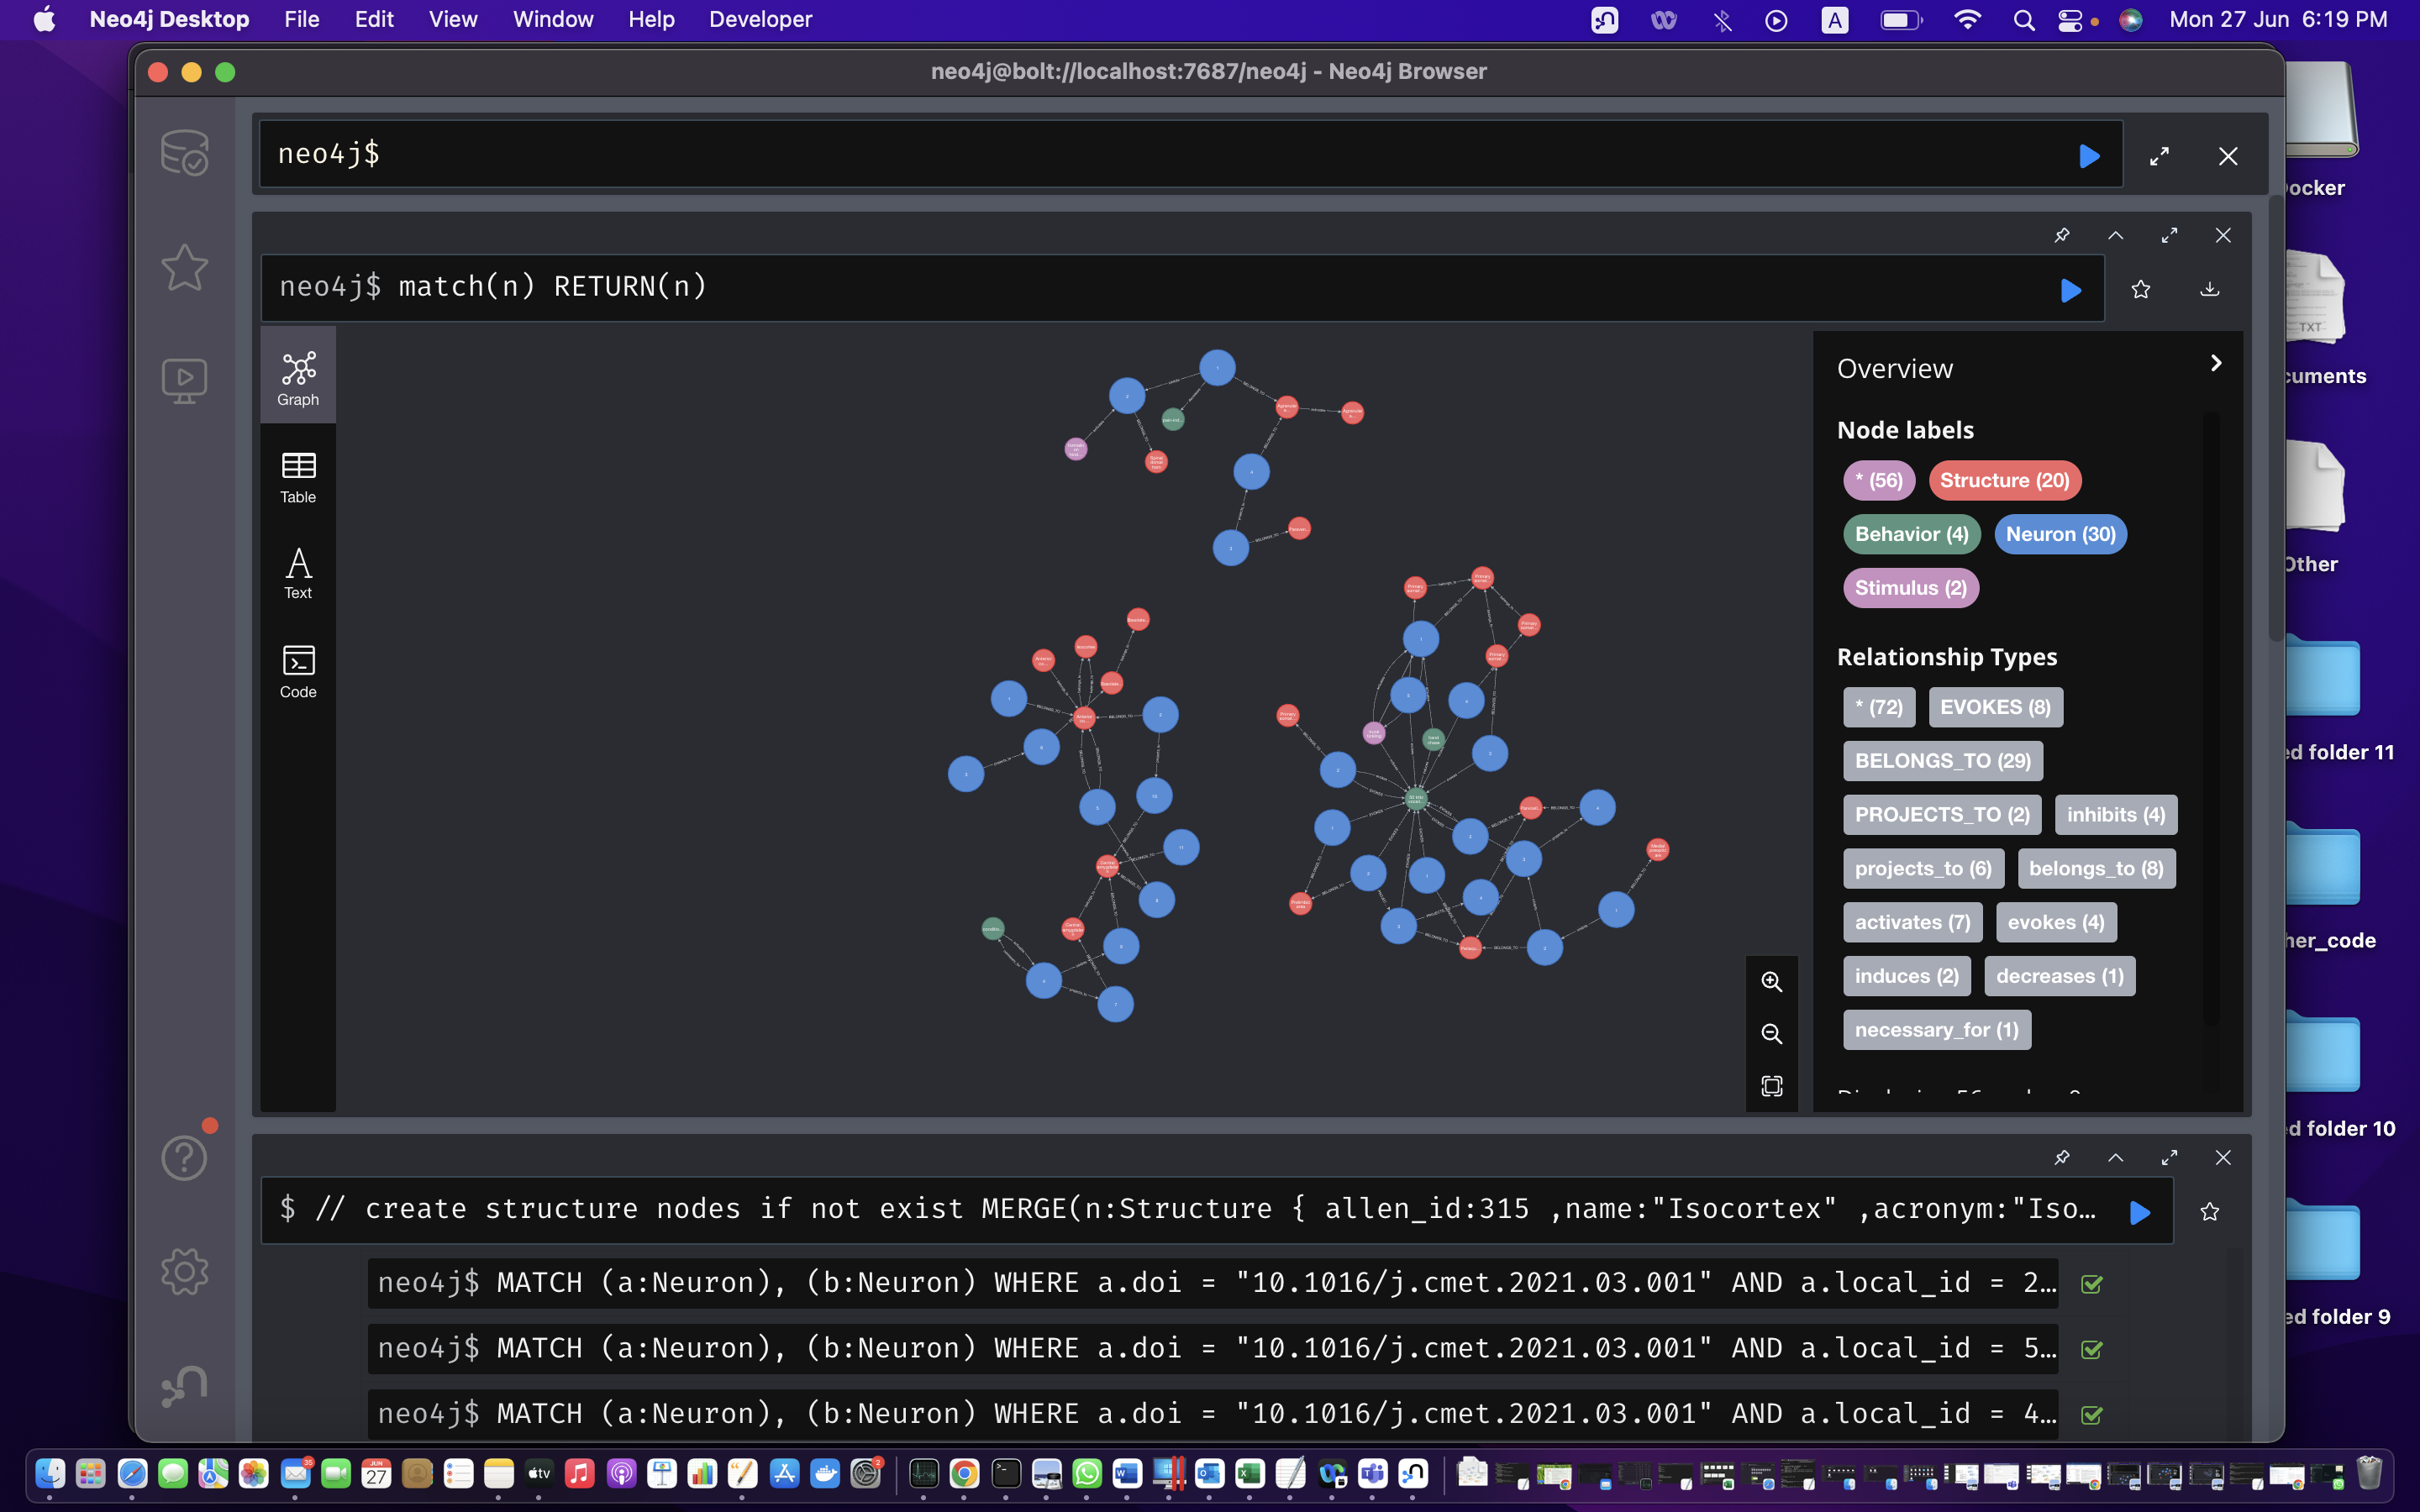 Neo4j Desktop File Edit View Window Help Developer A Mon 27 Jun 6:19 PM
neo4j@bolt://localhost:7687/neo4j - Neo4j Browser
neo4j$
neo4j$ match(n) RETURN(n)
Graph
Table
Text
Code
Overview
Node labels
* (56) Structure (20)
Behavior (4) Neuron (30)
Stimulus (2)
Relationship Types
* (72) EVOKES (8)
BELONGS_TO (29)
PROJECTS_TO (2) inhibits (4)
projects_to (6) belongs_to (8)
activates (7) evokes (4)
induces (2) decreases (1)
necessary_for (1)
$ // create structure nodes if not exist MERGE(n:Structure { allen_id:315 ,name:"Isocortex" ,acronym:"Iso…
neo4j$ MATCH (a:Neuron), (b:Neuron) WHERE a.doi = "10.1016/j.cmet.2021.03.001" AND a.local_id = 2…
neo4j$ MATCH (a:Neuron), (b:Neuron) WHERE a.doi = "10.1016/j.cmet.2021.03.001" AND a.local_id = 5…
neo4j$ MATCH (a:Neuron), (b:Neuron) WHERE a.doi = "10.1016/j.cmet.2021.03.001" AND a.local_id = 4…
ocker
TXT
cuments
Other
ed folder 11
her_code
ed folder 10
ed folder 9
35
JUN
27
tv
2